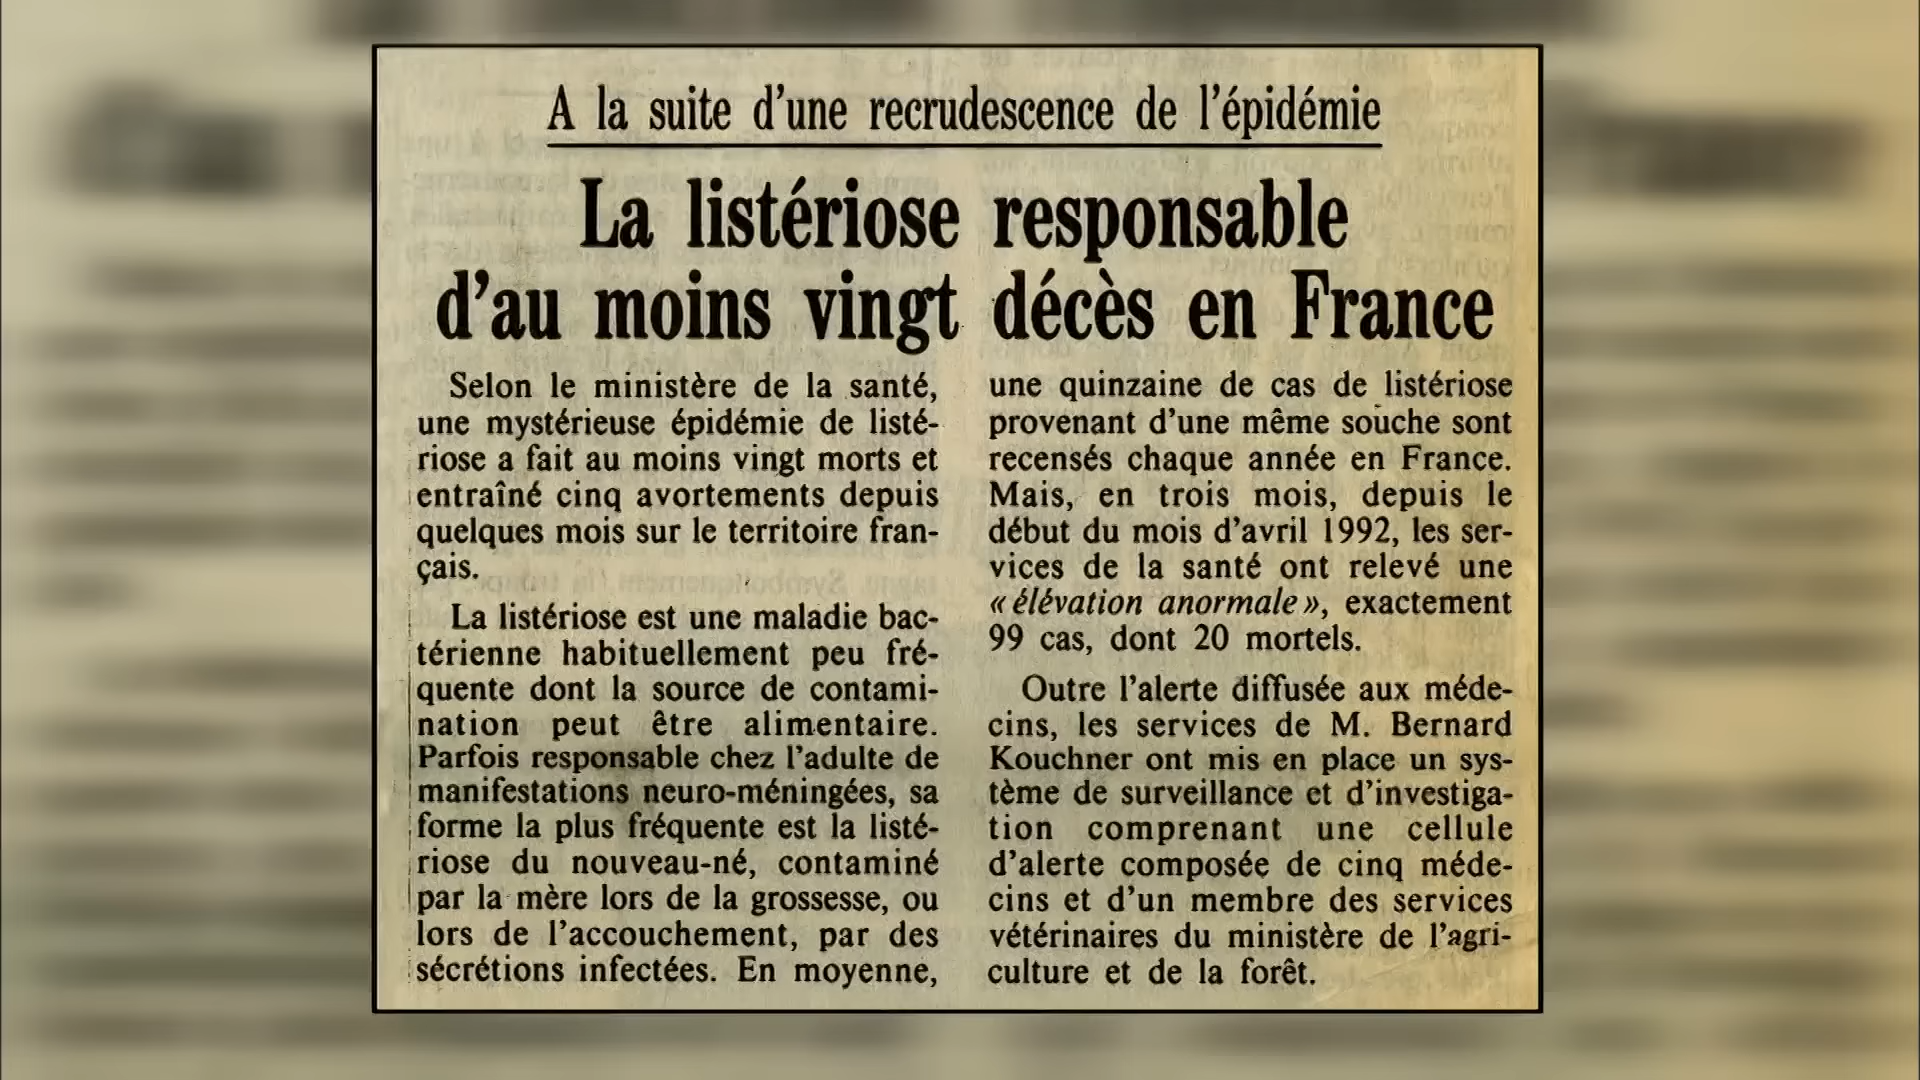 A la suite d'une recrudescence de l'épidémie
La listériose responsable
d'au moins vingt décès en France
Selon le ministère de la santé,
une mystérieuse épidémie de listé-
riose a fait au moins vingt morts et
entraîné cinq avortements depuis
quelques mois sur le territoire fran-
çais.
La listériose est une maladie bac-
térienne habituellement peu fré-
quente dont la source de contami-
nation peut être alimentaire.
Parfois responsable chez l'adulte de
manifestations neuro-méningées, sa
forme la plus fréquente est la listé-
riose du nouveau-né, contaminé
par la mère lors de la grossesse, ou
lors de l'accouchement, par des
sécrétions infectées. En moyenne,
une quinzaine de cas de listériose
provenant d'une même souche sont
recensés chaque année en France.
Mais, en trois mois, depuis le
début du mois d'avril 1992, les ser-
vices de la santé ont relevé une
« élévation anormale », exactement
99 cas, dont 20 mortels.
Outre l'alerte diffusée aux méde-
cins, les services de M. Bernard
Kouchner ont mis en place un sys-
tème de surveillance et d'investiga-
tion comprenant une cellule
d'alerte composée de cinq méde-
cins et d'un membre des services
vétérinaires du ministère de l'agri-
culture et de la forêt.